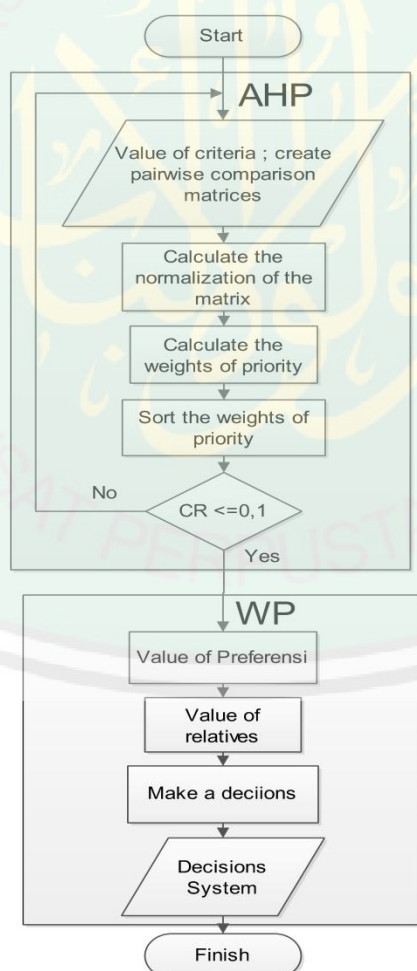 Start
AHP
Value of criteria ; create
pairwise comparison
matrices
Calculate the
normalization of the
matrix
Calculate the
weights of priority
Sort the weights of
priority
No
CR <=0,1
Yes
WP
Value of Preferensi
Value of
relatives
Make a deciions
Decisions
System
Finish